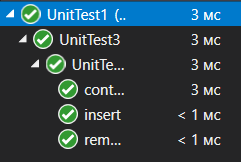 UnitTest1 (.. 3 мс
UnitTest3 3 мс
UnitTe... 3 мс
cont... 3 мс
insert < 1 мс
rem... < 1 мс